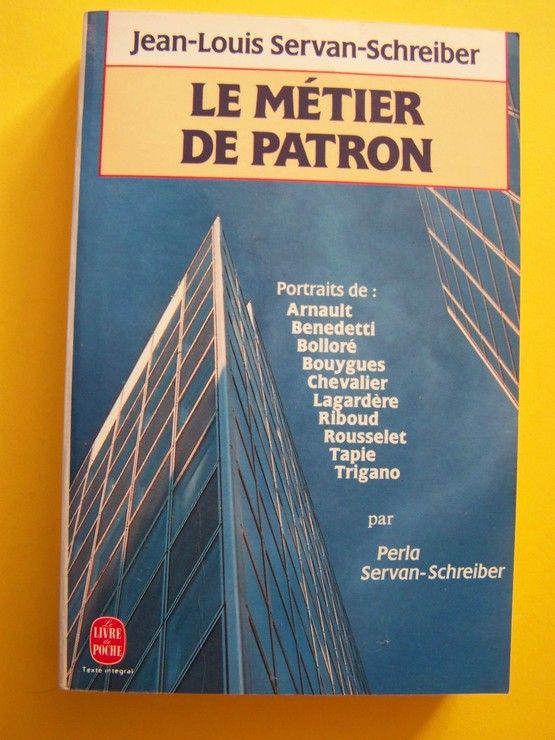 Jean-Louis Servan-Schreiber
LE MÉTIER
DE PATRON
Portraits de :
Arnault
Benedetti
Bolloré
Bouygues
Chevalier
Lagardère
Riboud
Rousselet
Tapie
Trigano
par
Perla
Servan-Schreiber
Le
LIVRE
de
POCHE
Texte intégral